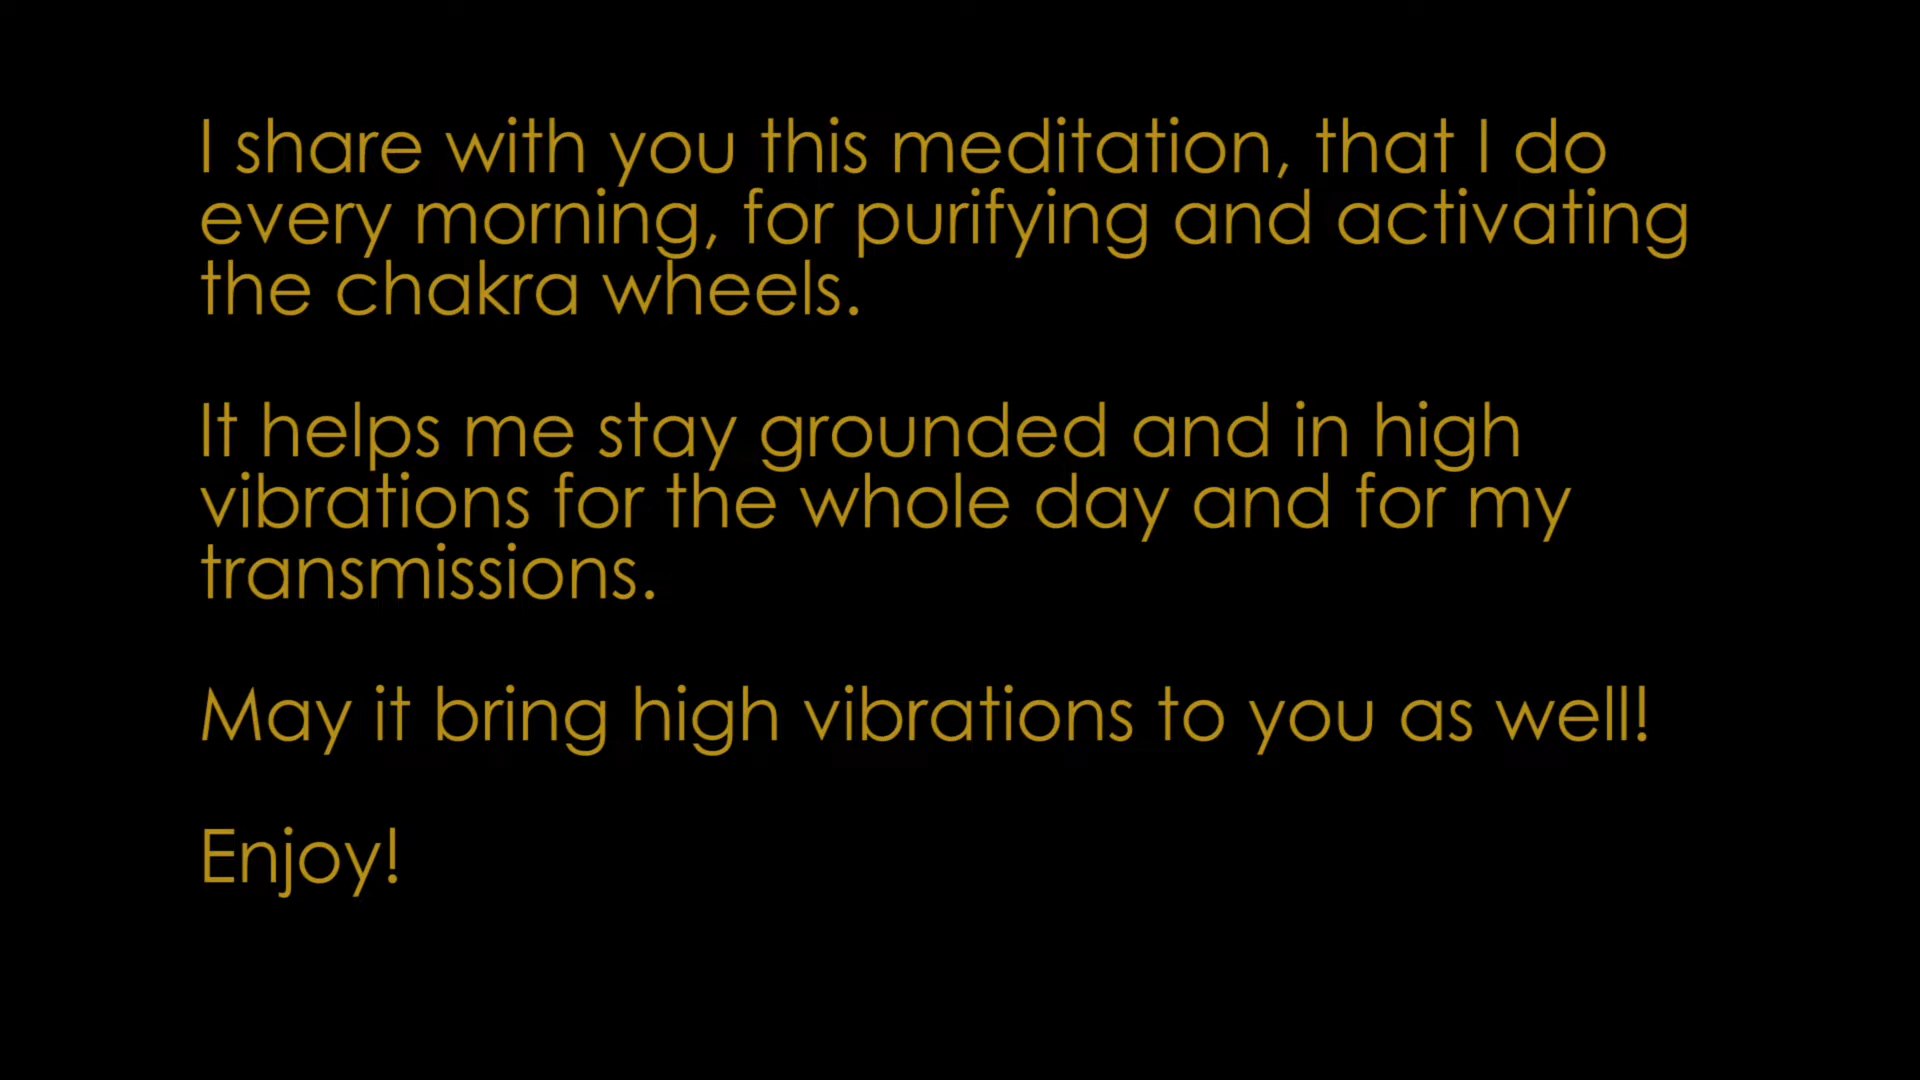 I share with you this meditation, that I do
every morning, for purifying and activating
the chakra wheels.
It helps me stay grounded and in high
vibrations for the whole day and for my
transmissions.
May it bring high vibrations to you as well!
Enjoy!